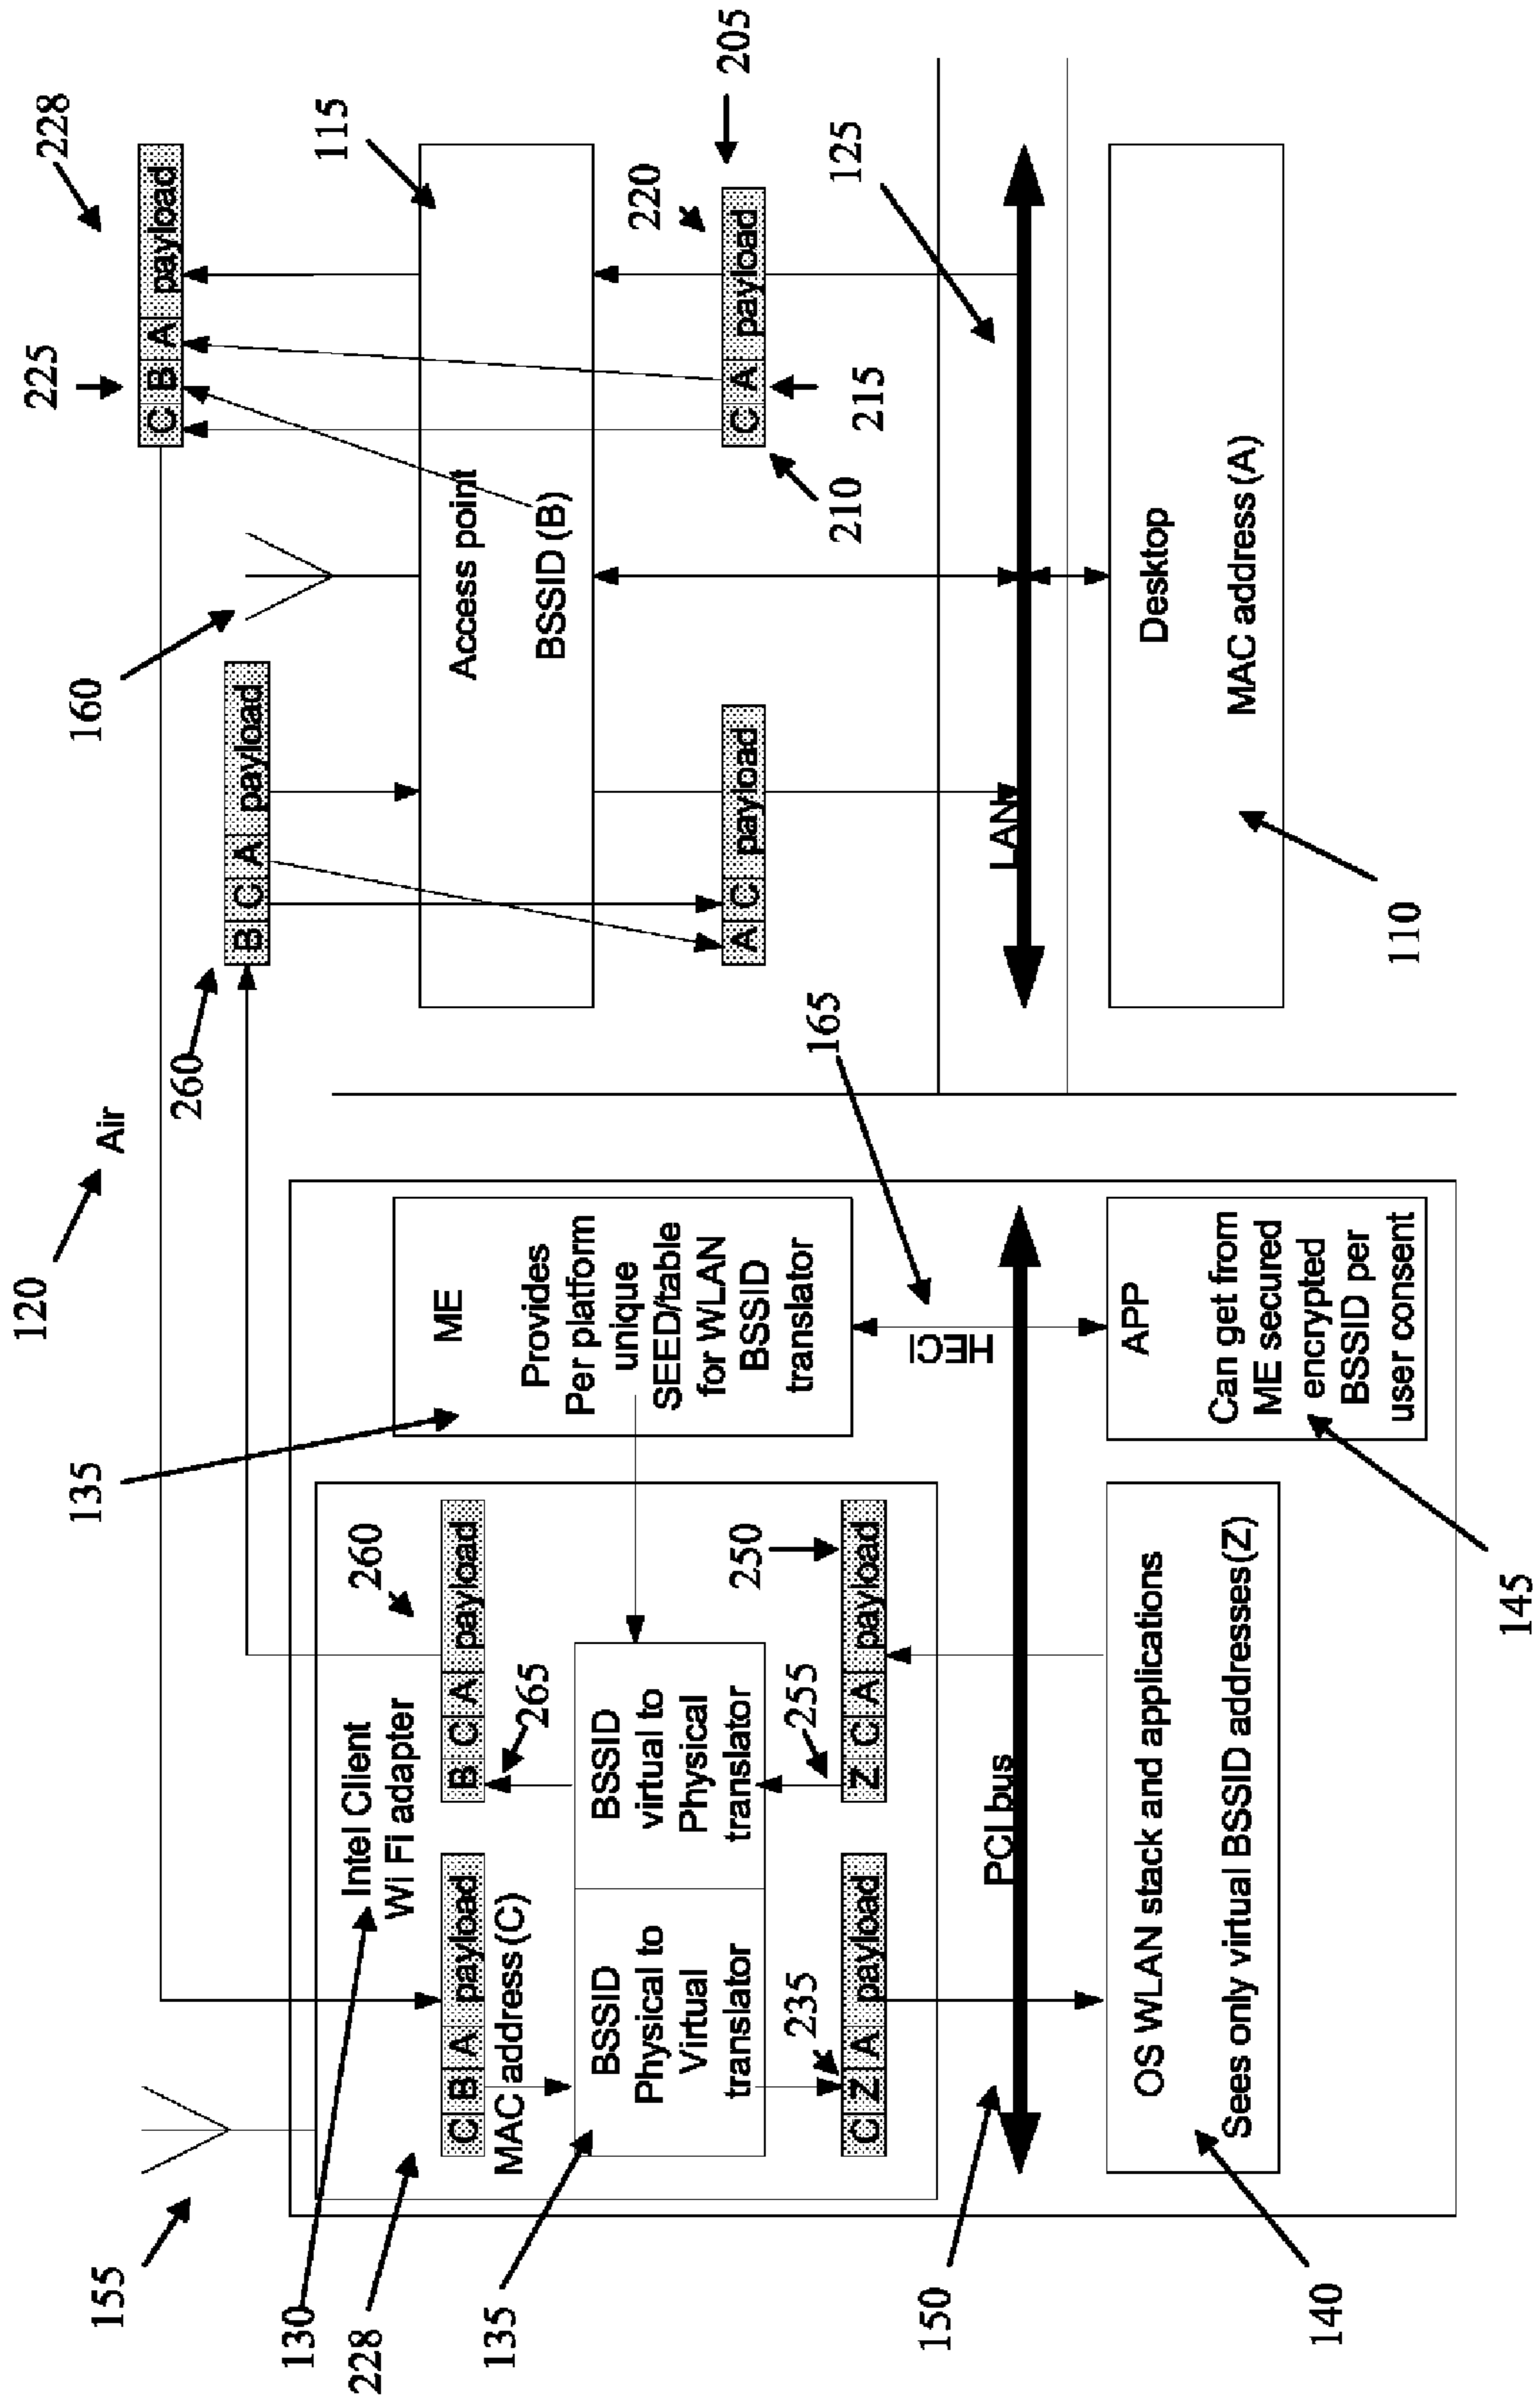 120
Air
155
135
160
225
228
C B A payload
260
B C A payload
130
Intel Client
Wi Fi adapter
228
260
C B A payload
B C A payload
MAC address (C)
265
135
BSSID
Physical to
Virtual
translator
BSSID
virtual to
Physical
translator
235
255
250
C Z A payload
Z C A payload
ME
Provides
Per platform
unique
SEED/table
for WLAN
BSSID
translator
165
HECI
150
PCI bus
OS WLAN stack and applications
Sees only virtual BSSID addresses(Z)
140
APP
Can get from
ME secured
encrypted
BSSID per
user consent
145
115
Access point
BSSID (B)
220
205
A C payload
C A payload
210
215
125
LAN
Desktop
MAC address (A)
110